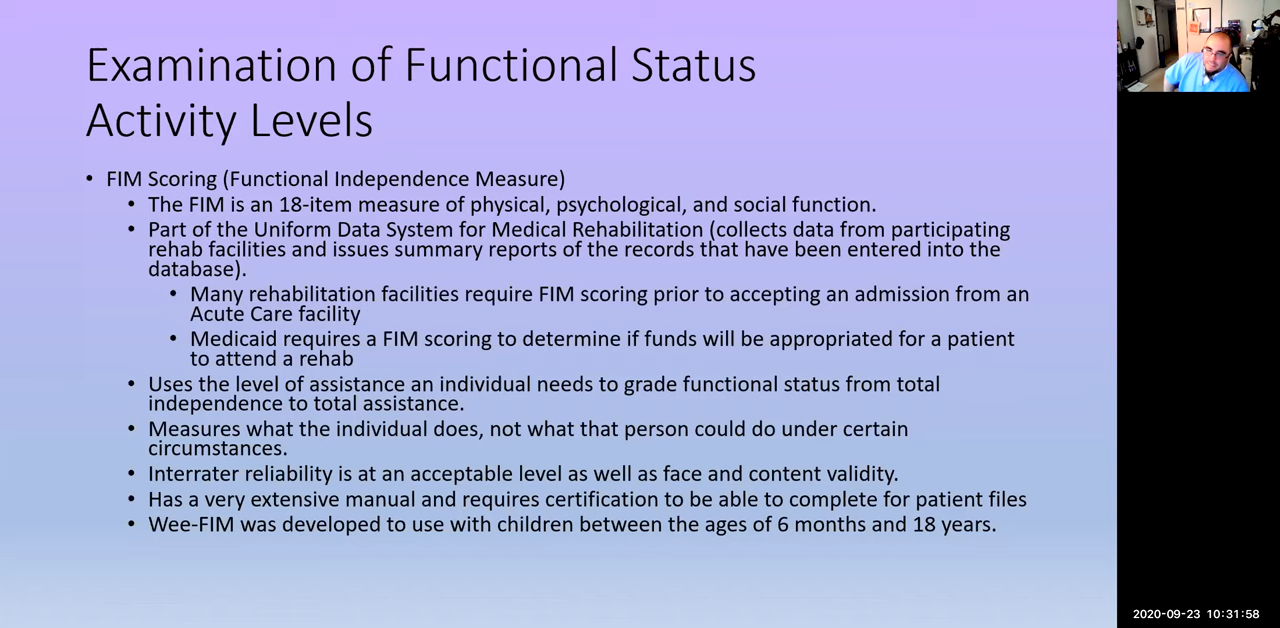 Examination of Functional Status
Activity Levels
• FIM Scoring (Functional Independence Measure)
• The FIM is an 18-item measure of physical, psychological, and social function.
• Part of the Uniform Data System for Medical Rehabilitation (collects data from participating
rehab facilities and issues summary reports of the records that have been entered into the
database).
• Many rehabilitation facilities require FIM scoring prior to accepting an admission from an
Acute Care facility
• Medicaid requires a FIM scoring to determine if funds will be appropriated for a patient
to attend a rehab
• Uses the level of assistance an individual needs to grade functional status from total
independence to total assistance.
• Measures what the individual does, not what that person could do under certain
circumstances.
• Interrater reliability is at an acceptable level as well as face and content validity.
• Has a very extensive manual and requires certification to be able to complete for patient files
• Wee-FIM was developed to use with children between the ages of 6 months and 18 years.
2020-09-23 10:31:58